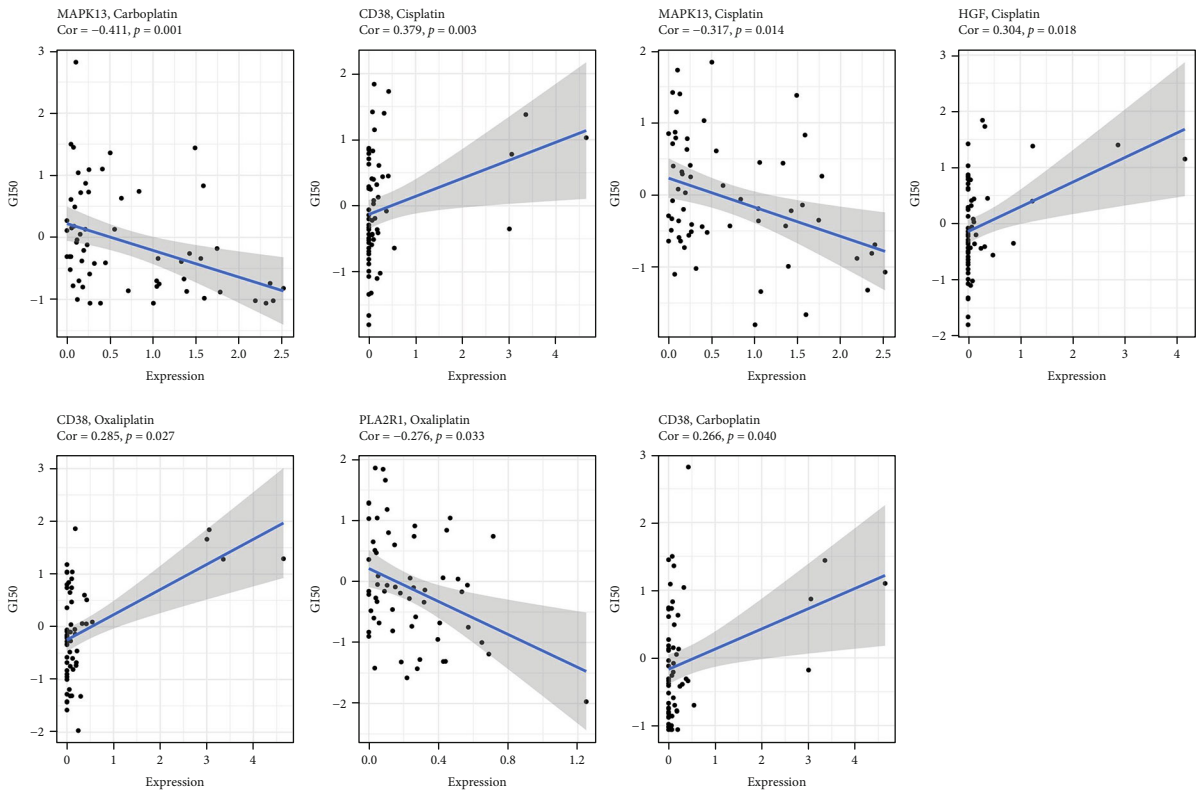 MAPK13, Carboplatin
Cor = −0.411, p = 0.001
3
2
1
0
−1
GI50
0.0 0.5 1.0 1.5 2.0 2.5
Expression
CD38, Cisplatin
Cor = 0.379, p = 0.003
2
1
0
−1
GI50
0 2 4
Expression
MAPK13, Cisplatin
Cor = −0.317, p = 0.014
2
1
0
−1
GI50
0.0 0.5 1.0 1.5 2.0 2.5
Expression
HGF, Cisplatin
Cor = 0.304, p = 0.018
3
2
1
0
−1
−2
GI50
0 1 2 3 4
Expression
CD38, Oxaliplatin
Cor = 0.285, p = 0.027
3
2
1
0
−1
−2
GI50
0 1 2 3 4
Expression
PLA2R1, Oxaliplatin
Cor = −0.276, p = 0.033
2
1
0
−1
−2
GI50
0.0 0.4 0.8 1.2
Expression
CD38, Carboplatin
Cor = 0.266, p = 0.040
3
2
1
0
−1
GI50
0 1 2 3 4
Expression